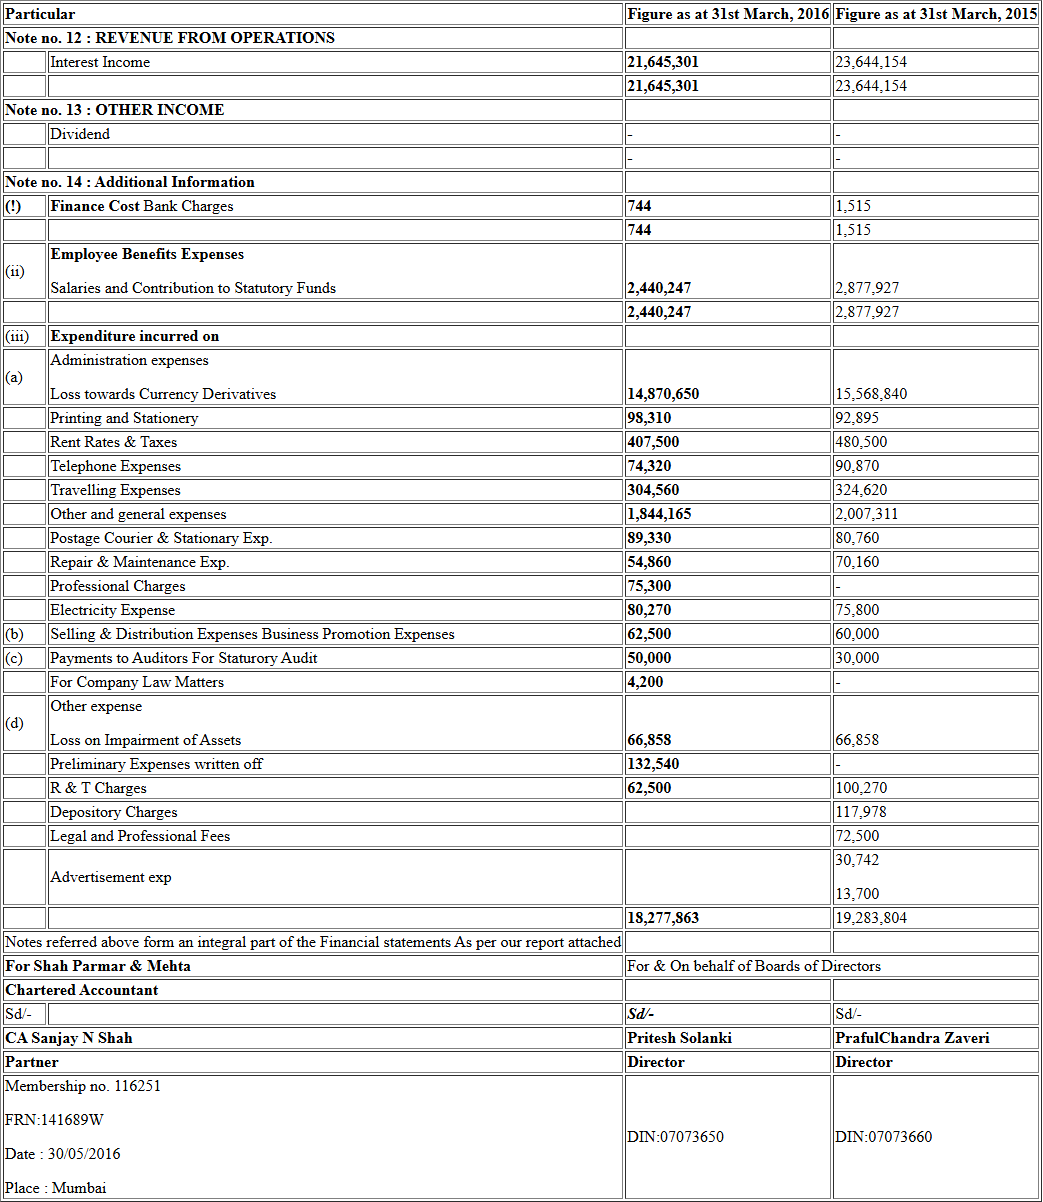 Particular Figure as at 31st March, 2016 Figure as at 31st March, 2015
Note no. 12 : REVENUE FROM OPERATIONS
Interest Income 21,645,301 23,644,154
21,645,301 23,644,154
Note no. 13 : OTHER INCOME
Dividend - -
- -
Note no. 14 : Additional Information
(!) Finance Cost Bank Charges 744 1,515
744 1,515
Employee Benefits Expenses
(ii)
Salaries and Contribution to Statutory Funds 2,440,247 2,877,927
2,440,247 2,877,927
(iii) Expenditure incurred on
Administration expenses
(a)
Loss towards Currency Derivatives 14,870,650 15,568,840
Printing and Stationery 98,310 92,895
Rent Rates & Taxes 407,500 480,500
Telephone Expenses 74,320 90,870
Travelling Expenses 304,560 324,620
Other and general expenses 1,844,165 2,007,311
Postage Courier & Stationary Exp. 89,330 80,760
Repair & Maintenance Exp. 54,860 70,160
Professional Charges 75,300 -
Electricity Expense 80,270 75,800
(b) Selling & Distribution Expenses Business Promotion Expenses 62,500 60,000
(c) Payments to Auditors For Staturory Audit 50,000 30,000
For Company Law Matters 4,200 -
Other expense
(d)
Loss on Impairment of Assets 66,858 66,858
Preliminary Expenses written off 132,540 -
R & T Charges 62,500 100,270
Depository Charges 117,978
Legal and Professional Fees 72,500
30,742
Advertisement exp
13,700
18,277,863 19,283,804
Notes referred above form an integral part of the Financial statements As per our report attached
For Shah Parmar & Mehta For & On behalf of Boards of Directors
Chartered Accountant
Sd/- Sd/- Sd/-
CA Sanjay N Shah Pritesh Solanki PrafulChandra Zaveri
Partner Director Director
Membership no. 116251
FRN:141689W
DIN:07073650 DIN:07073660
Date : 30/05/2016
Place : Mumbai